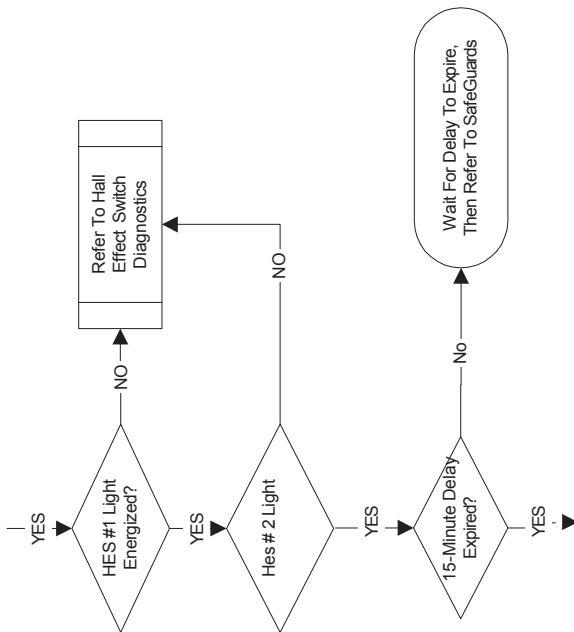 YES
HES #1 Light
Energized?
NO
Refer To Hall
Effect Switch
Diagnostics
YES
Hes # 2 Light
NO
YES
15-Minute Delay
Expired?
No
Wait For Delay To Expire,
Then Refer To SafeGuards
YES